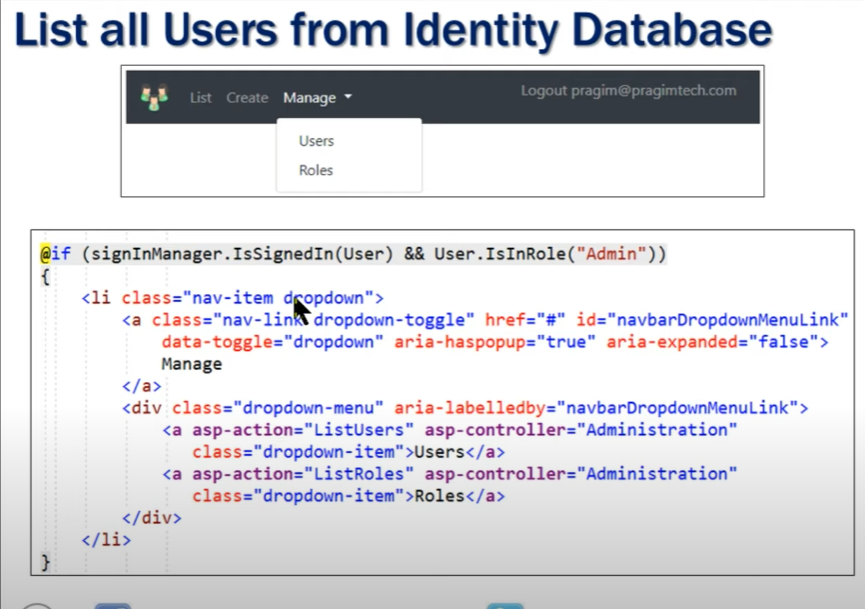 List all Users from Identity Database
List Create Manage Logout pragim@pragimtech.com
Users
Roles
@if (signInManager.IsSignedIn(User) && User.IsInRole("Admin"))
{
<li class="nav-item dropdown">
<a class="nav-link dropdown-toggle" href="#" id="navbarDropdownMenuLink"
data-toggle="dropdown" aria-haspopup="true" aria-expanded="false">
Manage
</a>
<div class="dropdown-menu" aria-labelledby="navbarDropdownMenuLink">
<a asp-action="ListUsers" asp-controller="Administration"
class="dropdown-item">Users</a>
<a asp-action="ListRoles" asp-controller="Administration"
class="dropdown-item">Roles</a>
</div>
</li>
}